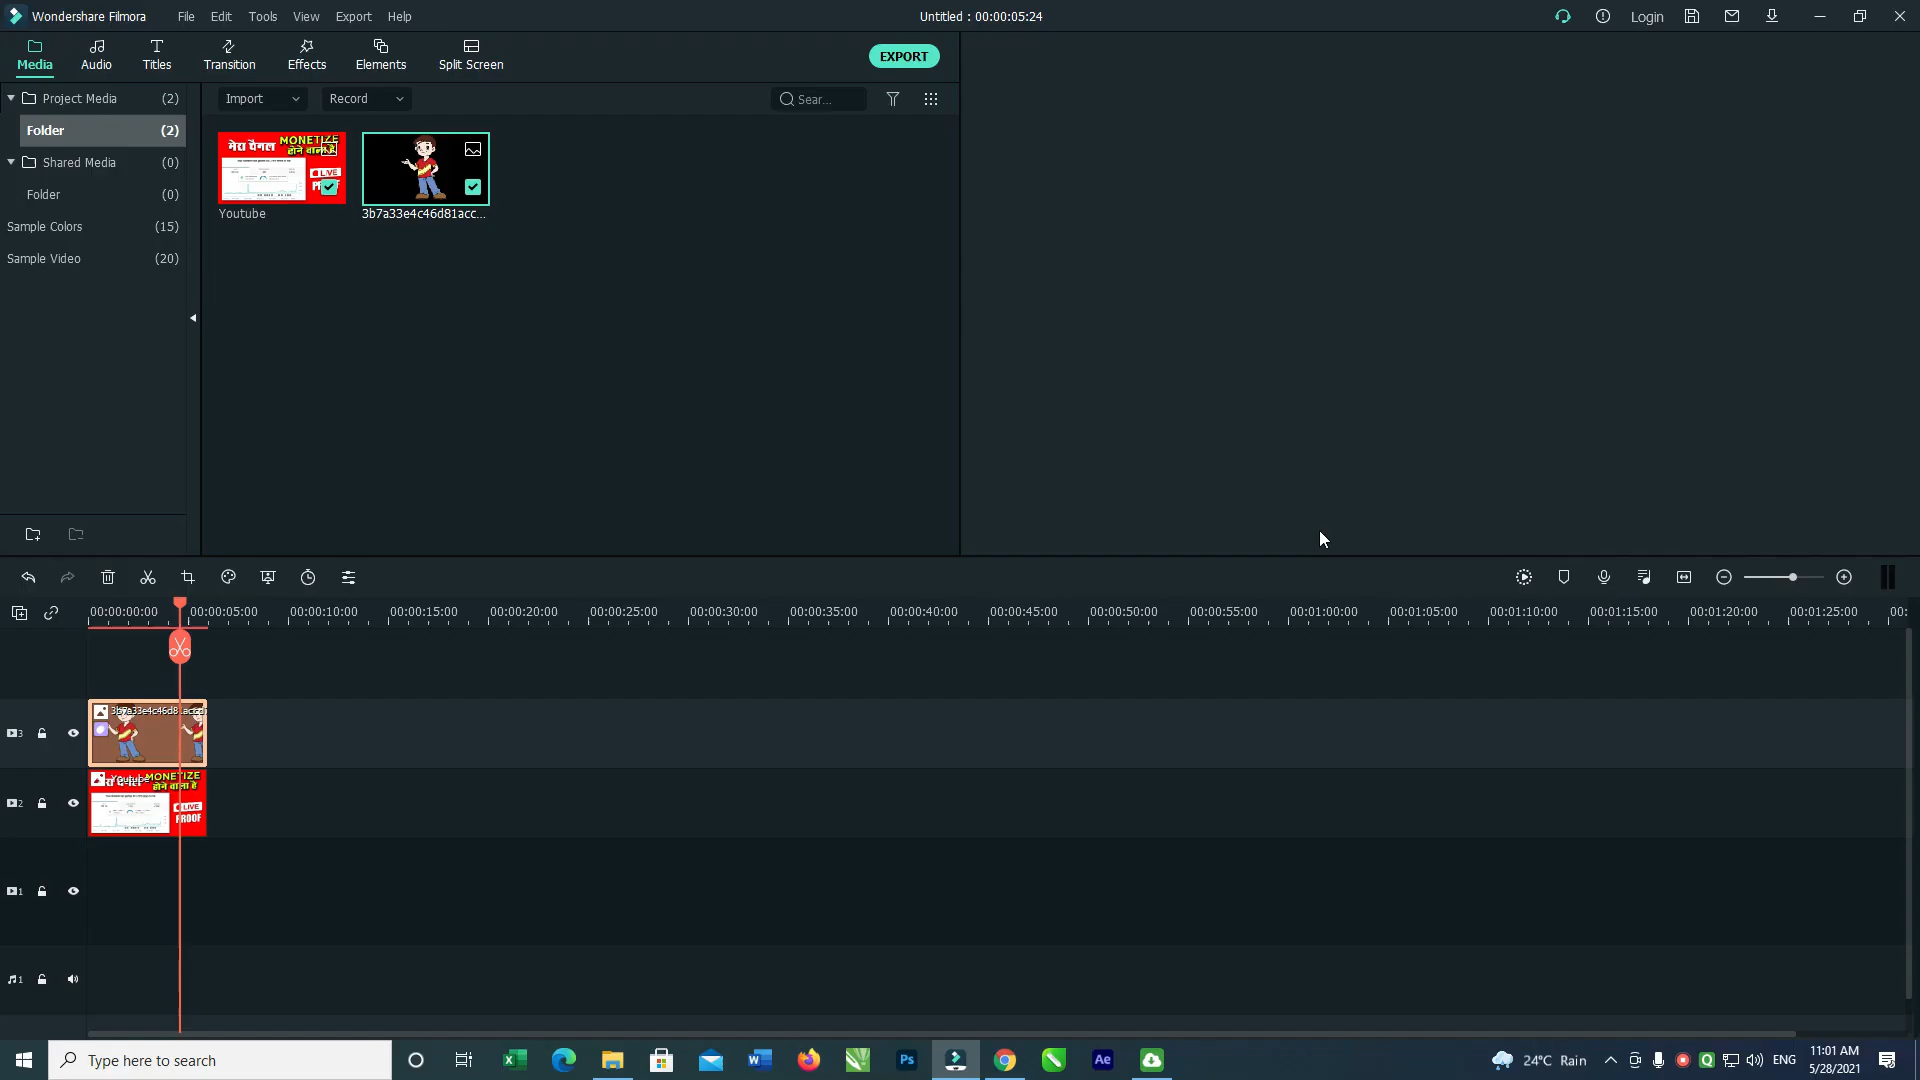 Wondershare Filmora File Edit Tools View Export Help Untitled : 00:00:05:24 Login
Media Audio Titles Transition Effects Elements Split Screen EXPORT
Project Media (2)
Import Record Sear...
Folder (2)
मेरा चैनल MONETIZE
होने वाला है
LIVE
Shared Media (0)
Folder (0)
Youtube 3b7a33e4c46d81acc...
Sample Colors (15)
Sample Video (20)
00:00:00:00 00:00:05:00 00:00:10:00 00:00:15:00 00:00:20:00 00:00:25:00 00:00:30:00 00:00:35:00 00:00:40:00 00:00:45:00 00:00:50:00 00:00:55:00 00:01:00:00 00:01:05:00 00:01:10:00 00:01:15:00 00:01:20:00 00:01:25:00 00:
3
Youtube MONETIZE
होने वाला है
2
LIVE
PROOF
1
1
Type here to search Ps Ae 24°C Rain ENG 11:01 AM
5/28/2021